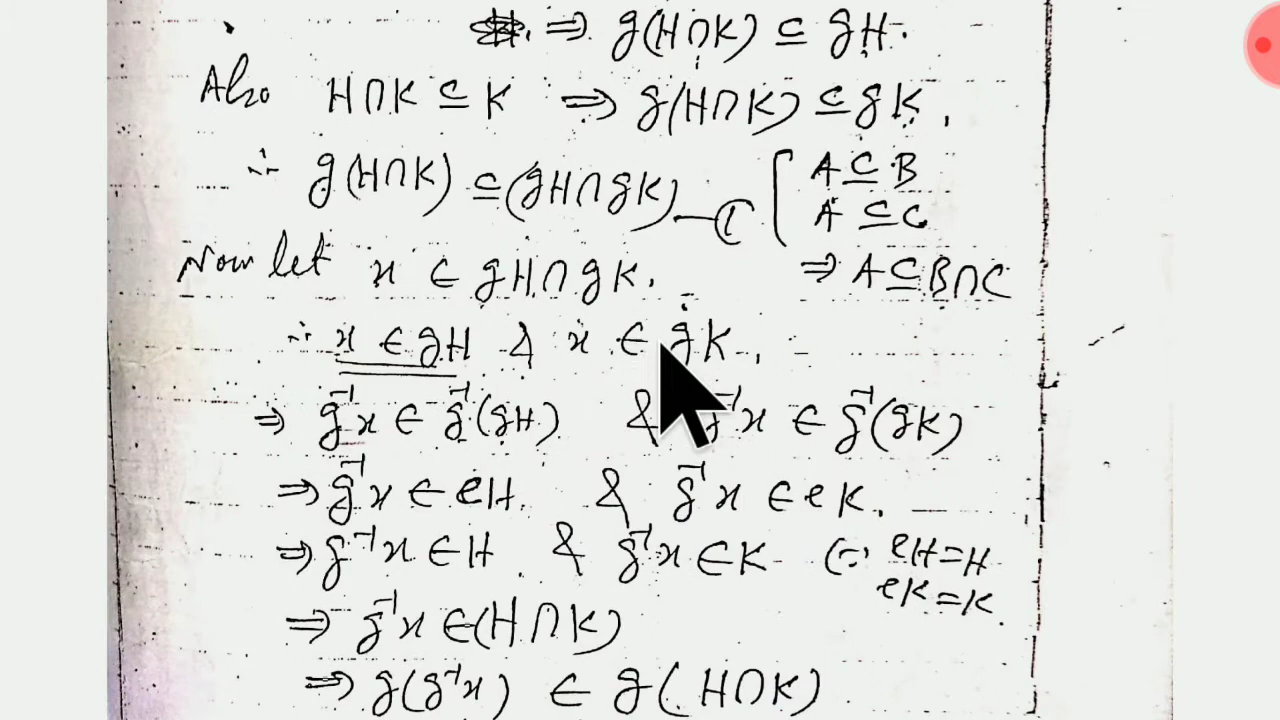 ⇒ g(H∩K) ⊆ gH.
Also H∩K ⊆ K ⇒ g(H∩K) ⊆ gK,
∴ g(H∩K) ⊆ (gH∩gK) —① [ A ⊆ B
A ⊆ C
⇒ A ⊆ B∩C
Now let x ∈ gH∩gK.
∴ x ∈ gH & x ∈ gK.
⇒ g⁻¹x ∈ g⁻¹(gH) & g⁻¹x ∈ g⁻¹(gK)
⇒ g⁻¹x ∈ eH. & g⁻¹x ∈ eK.
⇒ g⁻¹x ∈ H & g⁻¹x ∈ K (∵ eH=H
eK=K.
⇒ g⁻¹x ∈ (H∩K)
⇒ g(g⁻¹x) ∈ g(H∩K)